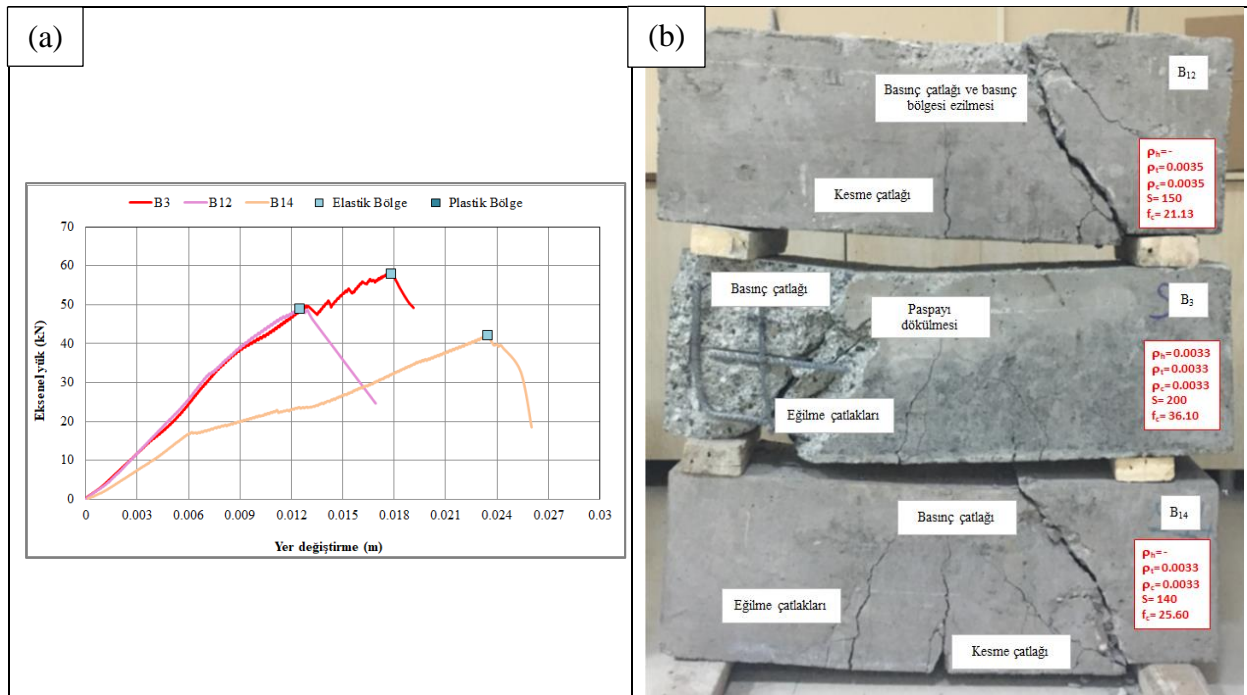 (a)
B3 B12 B14 Elastik Bölge Plastik Bölge
70
60
50
40
30
20
10
0
Eksenel yük (kN)
0 0.003 0.006 0.009 0.012 0.015 0.018 0.021 0.024 0.027 0.03
Yer değiştirme (m)
(b)
B12
Basınç çatlağı ve basınç
bölgesi ezilmesi
Kesme çatlağı
ρh=-
ρt=0.0035
ρc=0.0035
S= 150
fc= 21.13
Basınç çatlağı
Paspayı
dökülmesi
B3
Eğilme çatlakları
ρh=0.0033
ρt=0.0033
ρc=0.0033
S= 200
fc= 36.10
Basınç çatlağı
B14
Eğilme çatlakları
Kesme çatlağı
ρh=-
ρt=0.0033
ρc=0.0033
S= 140
fc= 25.60